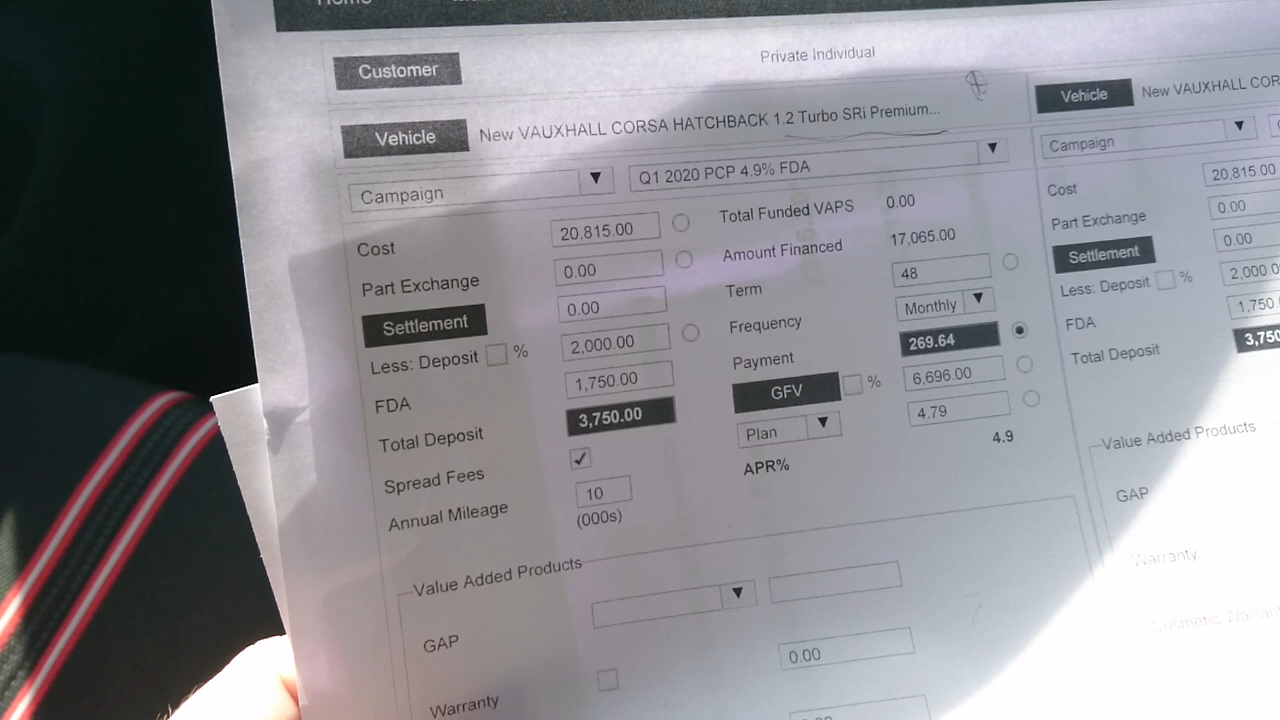 Home
Customer
Private Individual
Vehicle New VAUXHALL CORSA HATCHBACK 1.2 Turbo SRi Premium...
Campaign Q1 2020 PCP 4.9% FDA
Cost 20.815.00
Part Exchange 0.00
Settlement 0.00
Less: Deposit % 2,000.00
FDA 1,750.00
Total Deposit 3,750.00
Spread Fees
Annual Mileage 10
(000s)
Total Funded VAPS 0.00
Amount Financed 17,065.00
Term 48
Frequency Monthly
Payment 269.64
GFV % 6,696.00
Plan 4.79
APR% 4.9
Value Added Products
GAP
Warranty 0.00
Vehicle New VAUXHALL COR
Campaign
Cost 20.815.00
Part Exchange 0.00
Settlement 0.00
Less: Deposit % 2,000.0
FDA 1,750.
Total Deposit 3,750
Value Added Products
GAP
Warranty
Cosmetic